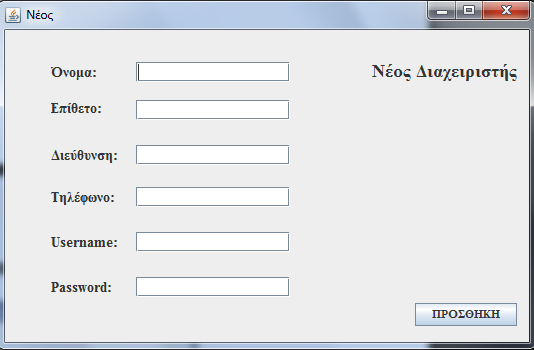 Νέος
Όνομα:
Νέος Διαχειριστής
Επίθετο:
Διεύθυνση:
Τηλέφωνο:
Username:
Password:
ΠΡΟΣΘΗΚΗ